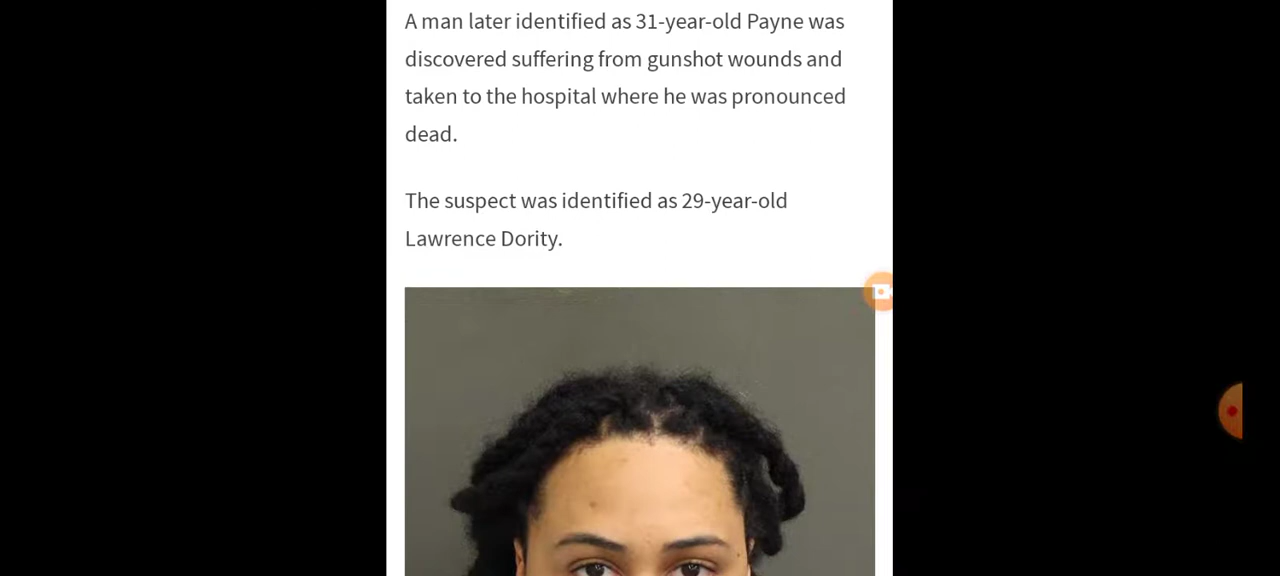 A man later identified as 31-year-old Payne was
discovered suffering from gunshot wounds and
taken to the hospital where he was pronounced
dead.
The suspect was identified as 29-year-old
Lawrence Dority.